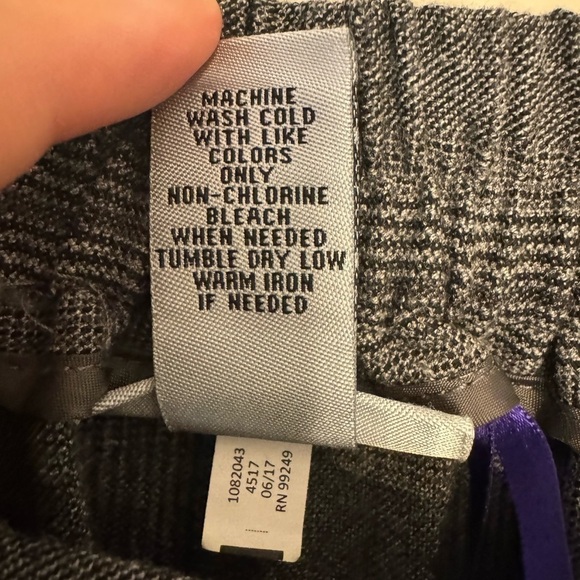 MACHINE
WASH COLD
WITH LIKE
COLORS
ONLY
NON-CHLORINE
BLEACH
WHEN NEEDED
TUMBLE DRY LOW
WARM IRON
IF NEEDED
1082043
4517
06/17
RN 99249